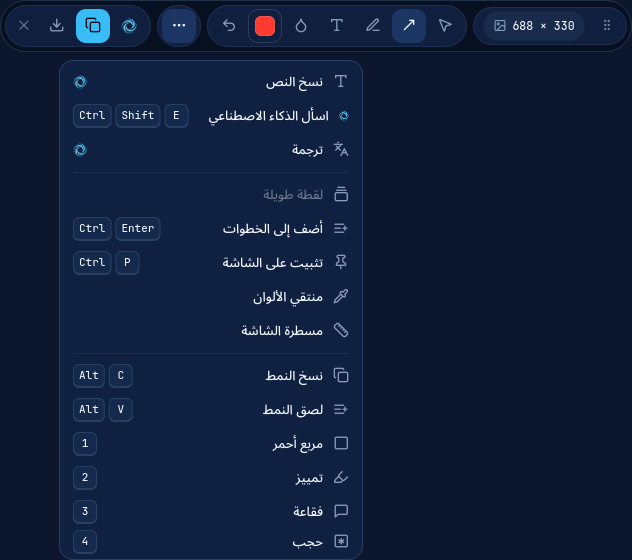 688 × 330
نسخ النص
اسأل الذكاء الاصطناعي Ctrl Shift E
ترجمة
لقطة طويلة
أضف إلى الخطوات Ctrl Enter
تثبيت على الشاشة Ctrl P
منتقي الألوان
مسطرة الشاشة
نسخ النمط Alt C
لصق النمط Alt V
مربع أحمر 1
تمييز 2
فقاعة 3
حجب 4